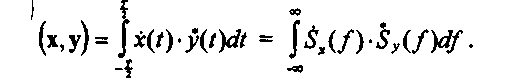 (x,y) = ∫_{-T/2}^{T/2} ẋ(t)·ẙ(t)dt = ∫_{-∞}^{∞} Ṡ_x(f)·S̊_y(f)df .